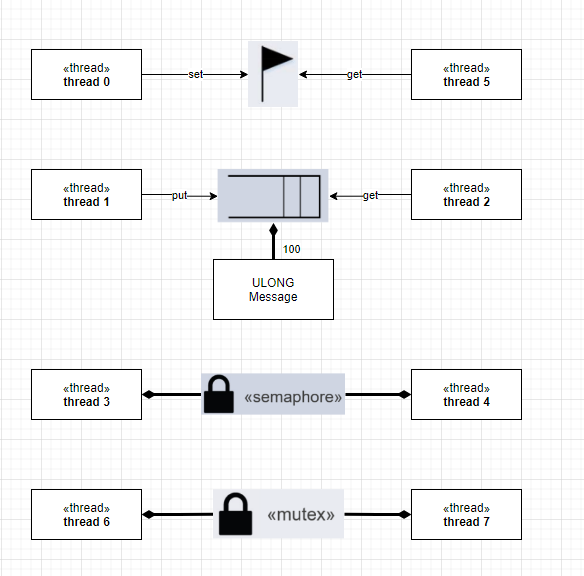 «thread»
thread 0
set
get
«thread»
thread 5
«thread»
thread 1
put
get
«thread»
thread 2
100
ULONG
Message
«thread»
thread 3
«semaphore»
«thread»
thread 4
«thread»
thread 6
«mutex»
«thread»
thread 7